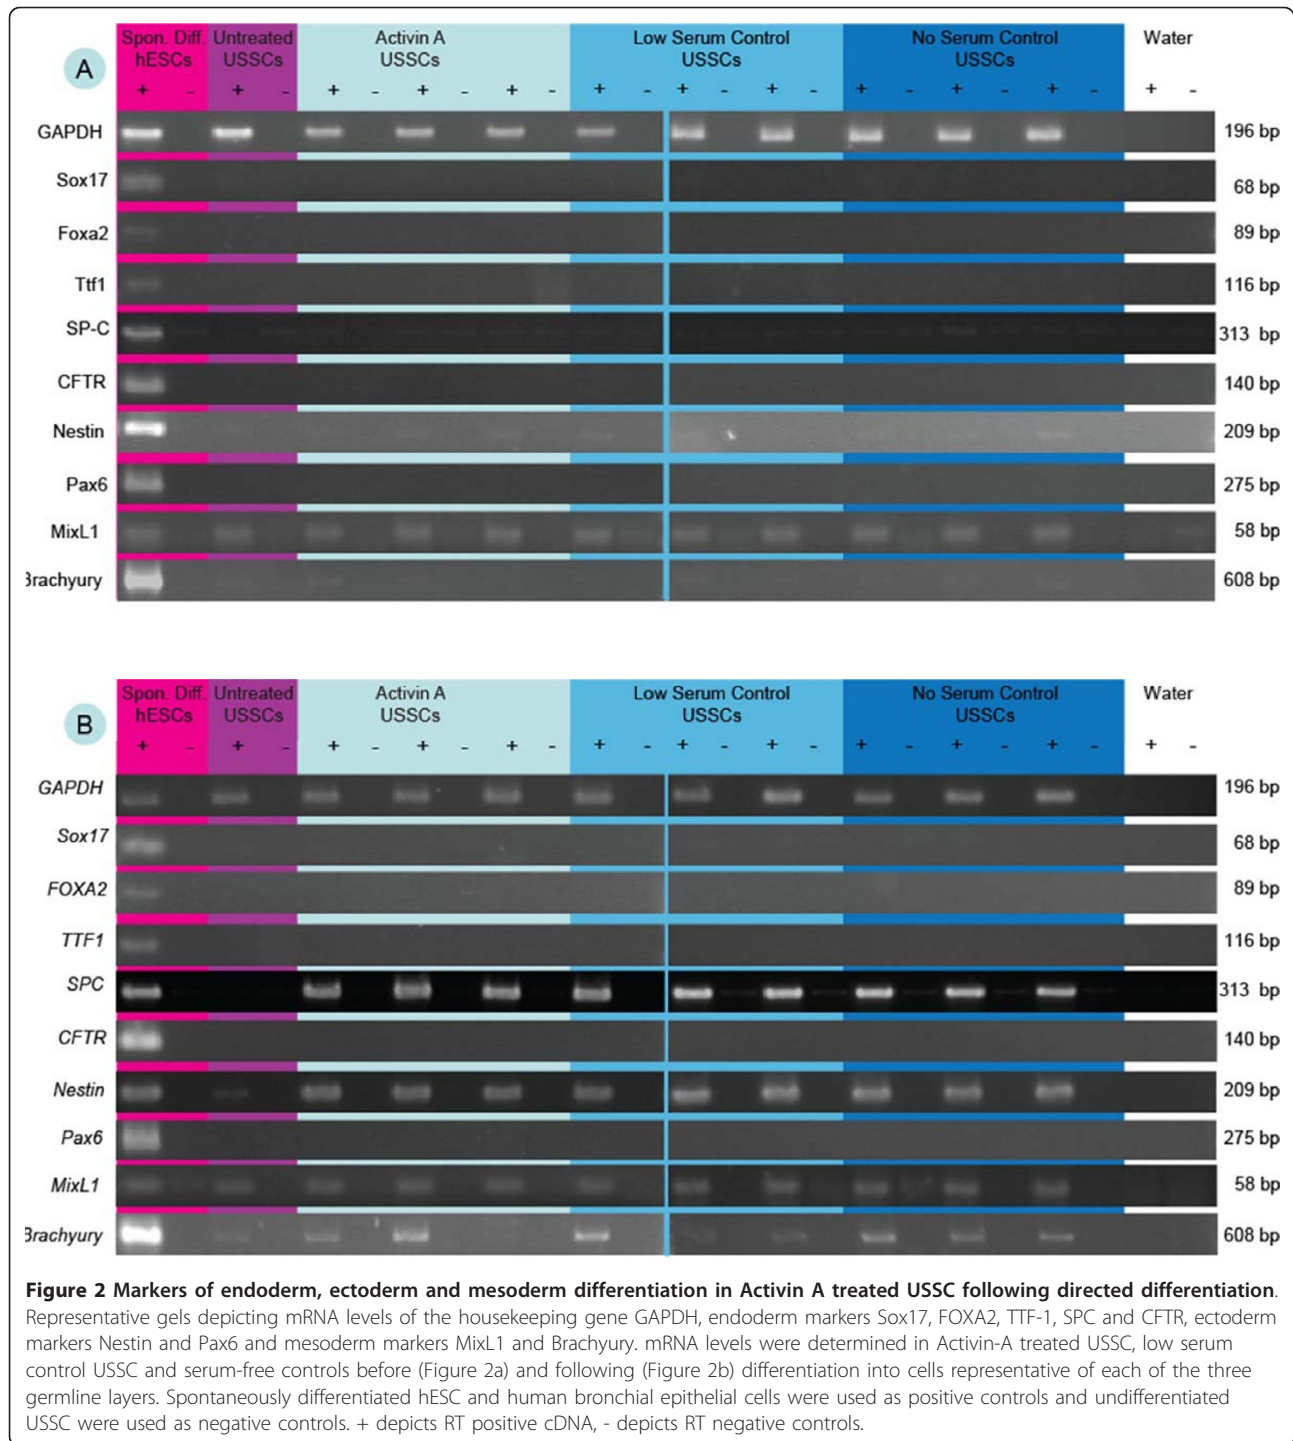 Spon. Diff. Untreated Activin A Low Serum Control No Serum Control Water
hESCs USSCs USSCs USSCs USSCs
A
+ - + - + - + - + - + - + - + - + - + - + - + -
GAPDH 196 bp
Sox17 68 bp
Foxa2 89 bp
Ttf1 116 bp
SP-C 313 bp
CFTR 140 bp
Nestin 209 bp
Pax6 275 bp
MixL1 58 bp
Brachyury 608 bp
Spon. Diff. Untreated Activin A Low Serum Control No Serum Control Water
hESCs USSCs USSCs USSCs USSCs
B
+ - + - + - + - + - + - + - + - + - + - + - + -
GAPDH 196 bp
Sox17 68 bp
FOXA2 89 bp
TTF1 116 bp
SPC 313 bp
CFTR 140 bp
Nestin 209 bp
Pax6 275 bp
MixL1 58 bp
Brachyury 608 bp
Figure 2 Markers of endoderm, ectoderm and mesoderm differentiation in Activin A treated USSC following directed differentiation.
Representative gels depicting mRNA levels of the housekeeping gene GAPDH, endoderm markers Sox17, FOXA2, TTF-1, SPC and CFTR, ectoderm
markers Nestin and Pax6 and mesoderm markers MixL1 and Brachyury. mRNA levels were determined in Activin-A treated USSC, low serum
control USSC and serum-free controls before (Figure 2a) and following (Figure 2b) differentiation into cells representative of each of the three
germline layers. Spontaneously differentiated hESC and human bronchial epithelial cells were used as positive controls and undifferentiated
USSC were used as negative controls. + depicts RT positive cDNA, - depicts RT negative controls.